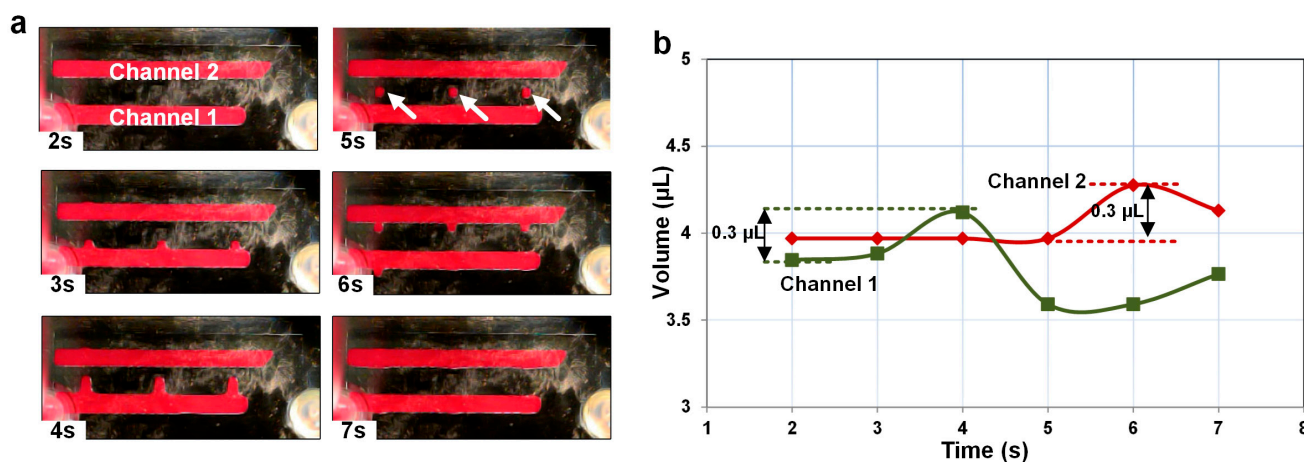 a
Channel 2
Channel 1
2s
5s
3s
6s
4s
7s
b
5
4.5
4
3.5
3
Volume (µL)
0.3 µL
Channel 1
Channel 2
0.3 µL
1
2
3
4
5
6
7
8
Time (s)